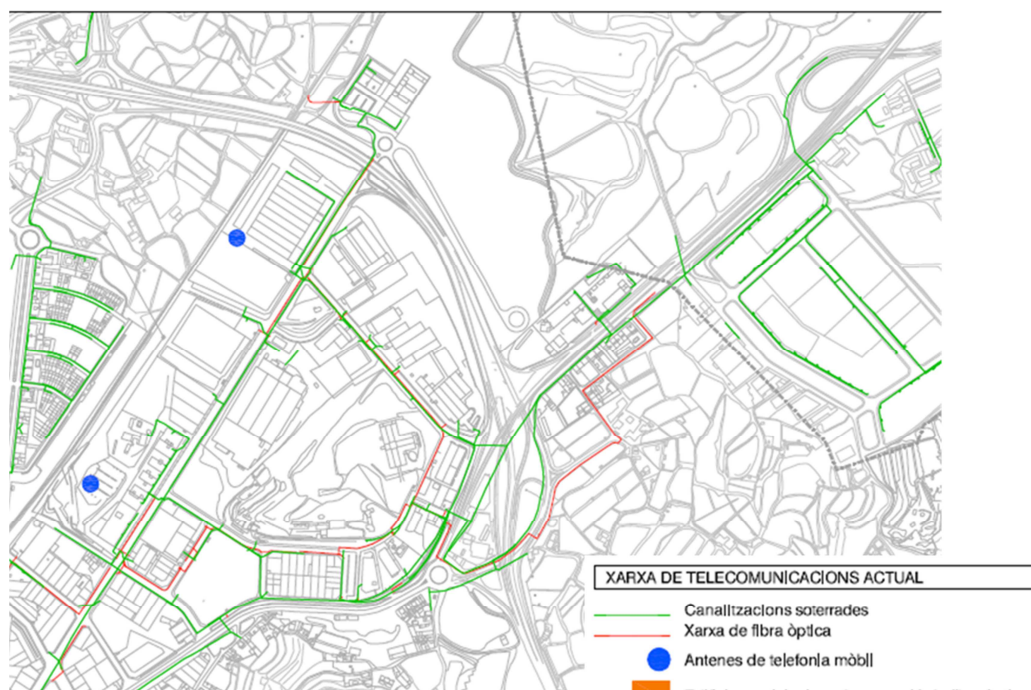 XARXA DE TELECOMUNICACIONS ACTUAL
Canalitzacions soterrades
Xarxa de fibra òptica
Antenes de telefonia mòbil